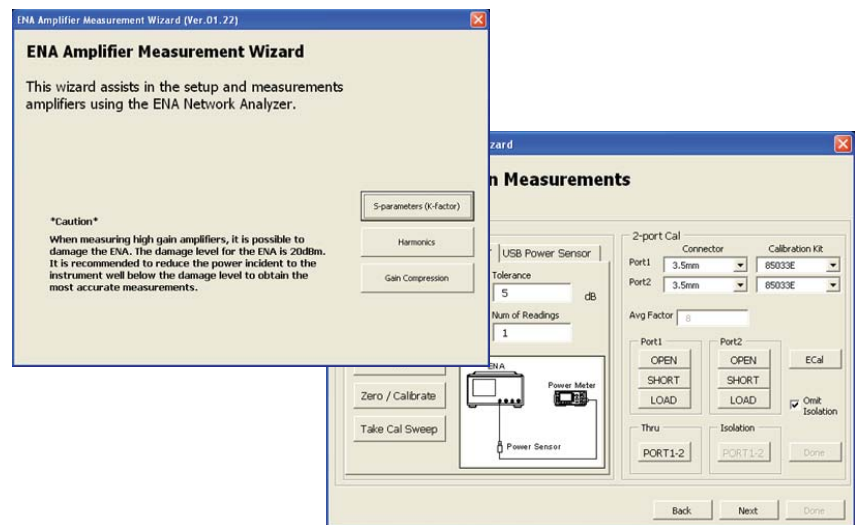 ENA Amplifier Measurement Wizard (Ver.01.22)
ENA Amplifier Measurement Wizard
This wizard assists in the setup and measurements
amplifiers using the ENA Network Analyzer.
*Caution*
When measuring high gain amplifiers, it is possible to
damage the ENA. The damage level for the ENA is 20dBm.
It is recommended to reduce the power incident to the
instrument well below the damage level to obtain the
most accurate measurements.
S-parameters (K-factor)
Harmonics
Gain Compression
zard
n Measurements
USB Power Sensor
Tolerance
5 dB
Num of Readings
1
Zero / Calibrate
Take Cal Sweep
ENA
Power Meter
Power Sensor
2-port Cal
Connector Calibration Kit
Port1 3.5mm 85033E
Port2 3.5mm 85033E
Avg Factor 8
Port1 Port2
OPEN OPEN ECal
SHORT SHORT
LOAD LOAD
Omit
Isolation
Thru Isolation
PORT1-2 PORT1-2 Done
Back Next Done